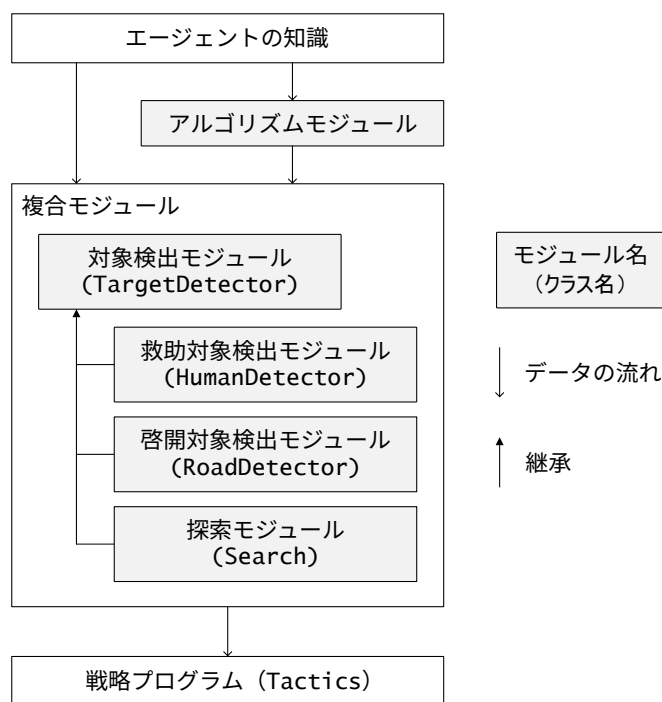 エージェントの知識
アルゴリズムモジュール
複合モジュール
対象検出モジュール
(TargetDetector)
救助対象検出モジュール
(HumanDetector)
啓開対象検出モジュール
(RoadDetector)
探索モジュール
(Search)
戦略プログラム（Tactics）
モジュール名
（クラス名）
データの流れ
継承